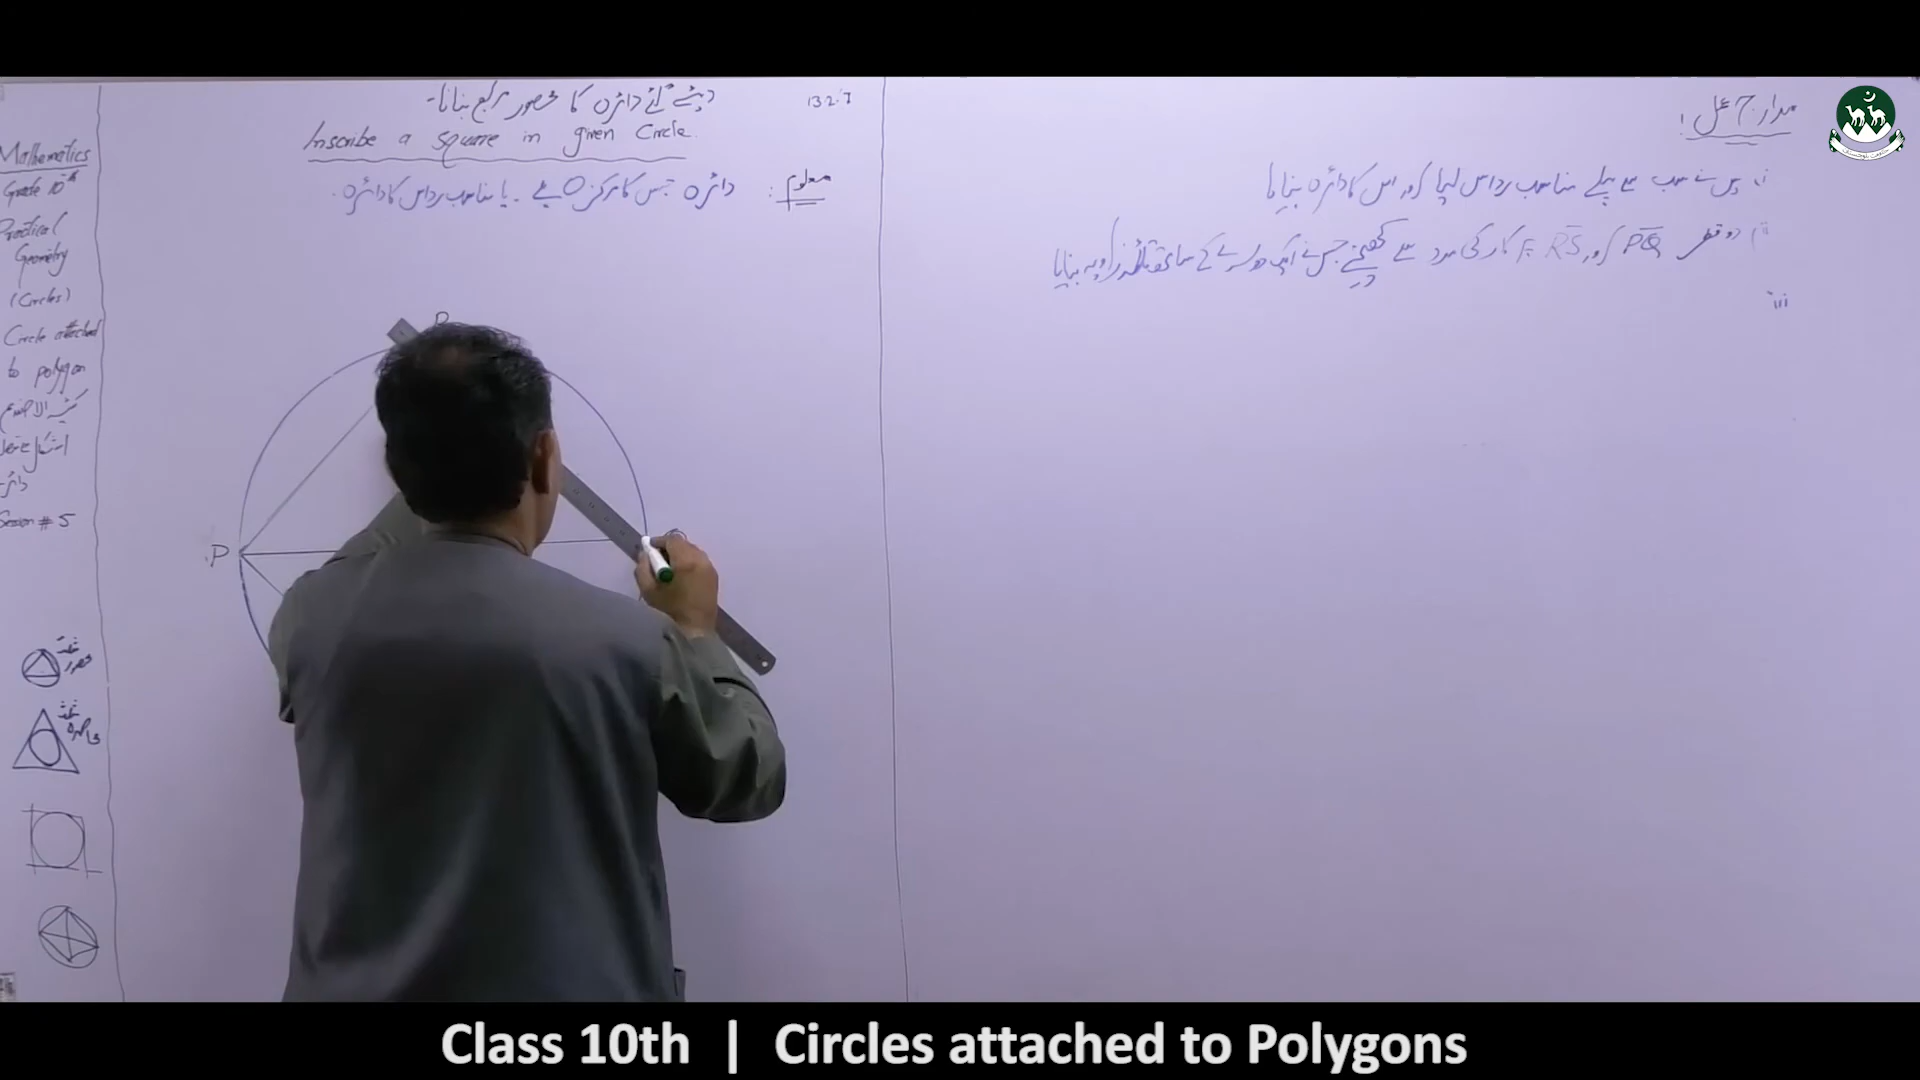 Mathematics
Grade 10th
Practical
Geometry
(Circles)
Circle attached
to polygon
کثیر الاضلاع
دائرہ
Session # 5
دیئے گئے دائرہ کا محصور مربع بنانا۔
13.2.7
Inscribe a square in given Circle.
معلوم: دائرہ جس کا مرکز O ہے۔ یا مناسب رداس کا دائرہ۔
P
مدارج عمل:
i. میں نے سب سے پہلے مناسب رداس لیا اور اس کا دائرہ بنایا
دو قطر PQ اور RS کی مدد سے کھینچے جس نے ایک دوسرے کے ساتھ قائمہ زاویہ بنایا
iii
Class 10th | Circles attached to Polygons